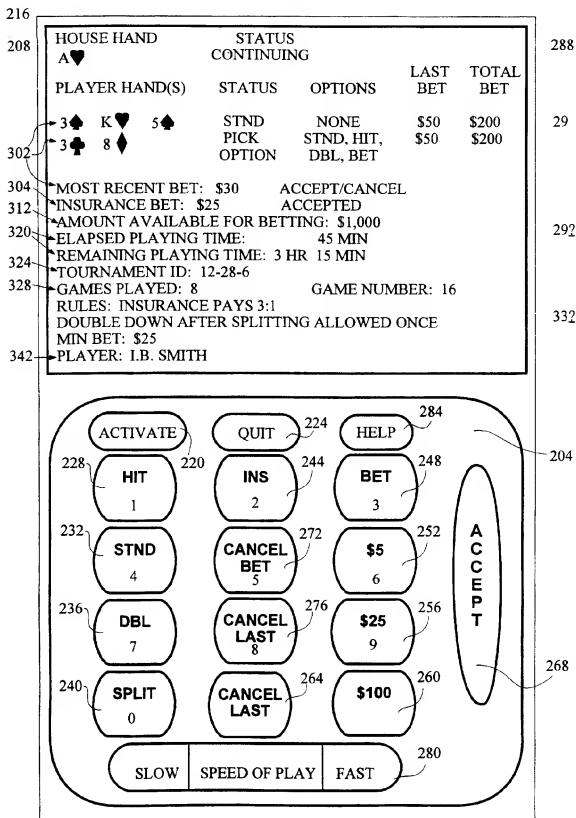 216
208
HOUSE HAND STATUS
A♥ CONTINUING
288
PLAYER HAND(S) STATUS OPTIONS LAST BET TOTAL BET
3♠ K♥ 5♠ STND NONE $50 $200
29
3♣ 8♦ PICK OPTION STND, HIT, DBL, BET $50 $200
302
304 MOST RECENT BET: $30 ACCEPT/CANCEL
INSURANCE BET: $25 ACCEPTED
312 AMOUNT AVAILABLE FOR BETTING: $1,000
292
320 ELAPSED PLAYING TIME: 45 MIN
REMAINING PLAYING TIME: 3 HR 15 MIN
324 TOURNAMENT ID: 12-28-6
328 GAMES PLAYED: 8 GAME NUMBER: 16
RULES: INSURANCE PAYS 3:1
332
DOUBLE DOWN AFTER SPLITTING ALLOWED ONCE
MIN BET: $25
342 PLAYER: I.B. SMITH
ACTIVATE QUIT HELP
220 224 284
204
HIT 1 INS 2 BET 3
228 244 248
STND 4 CANCEL BET 5 $5 6
232 272 252
ACCEPT
DBL 7 CANCEL LAST 8 $25 9
236 276 256
268
SPLIT 0 CANCEL LAST $100
240 264 260
SLOW SPEED OF PLAY FAST
280